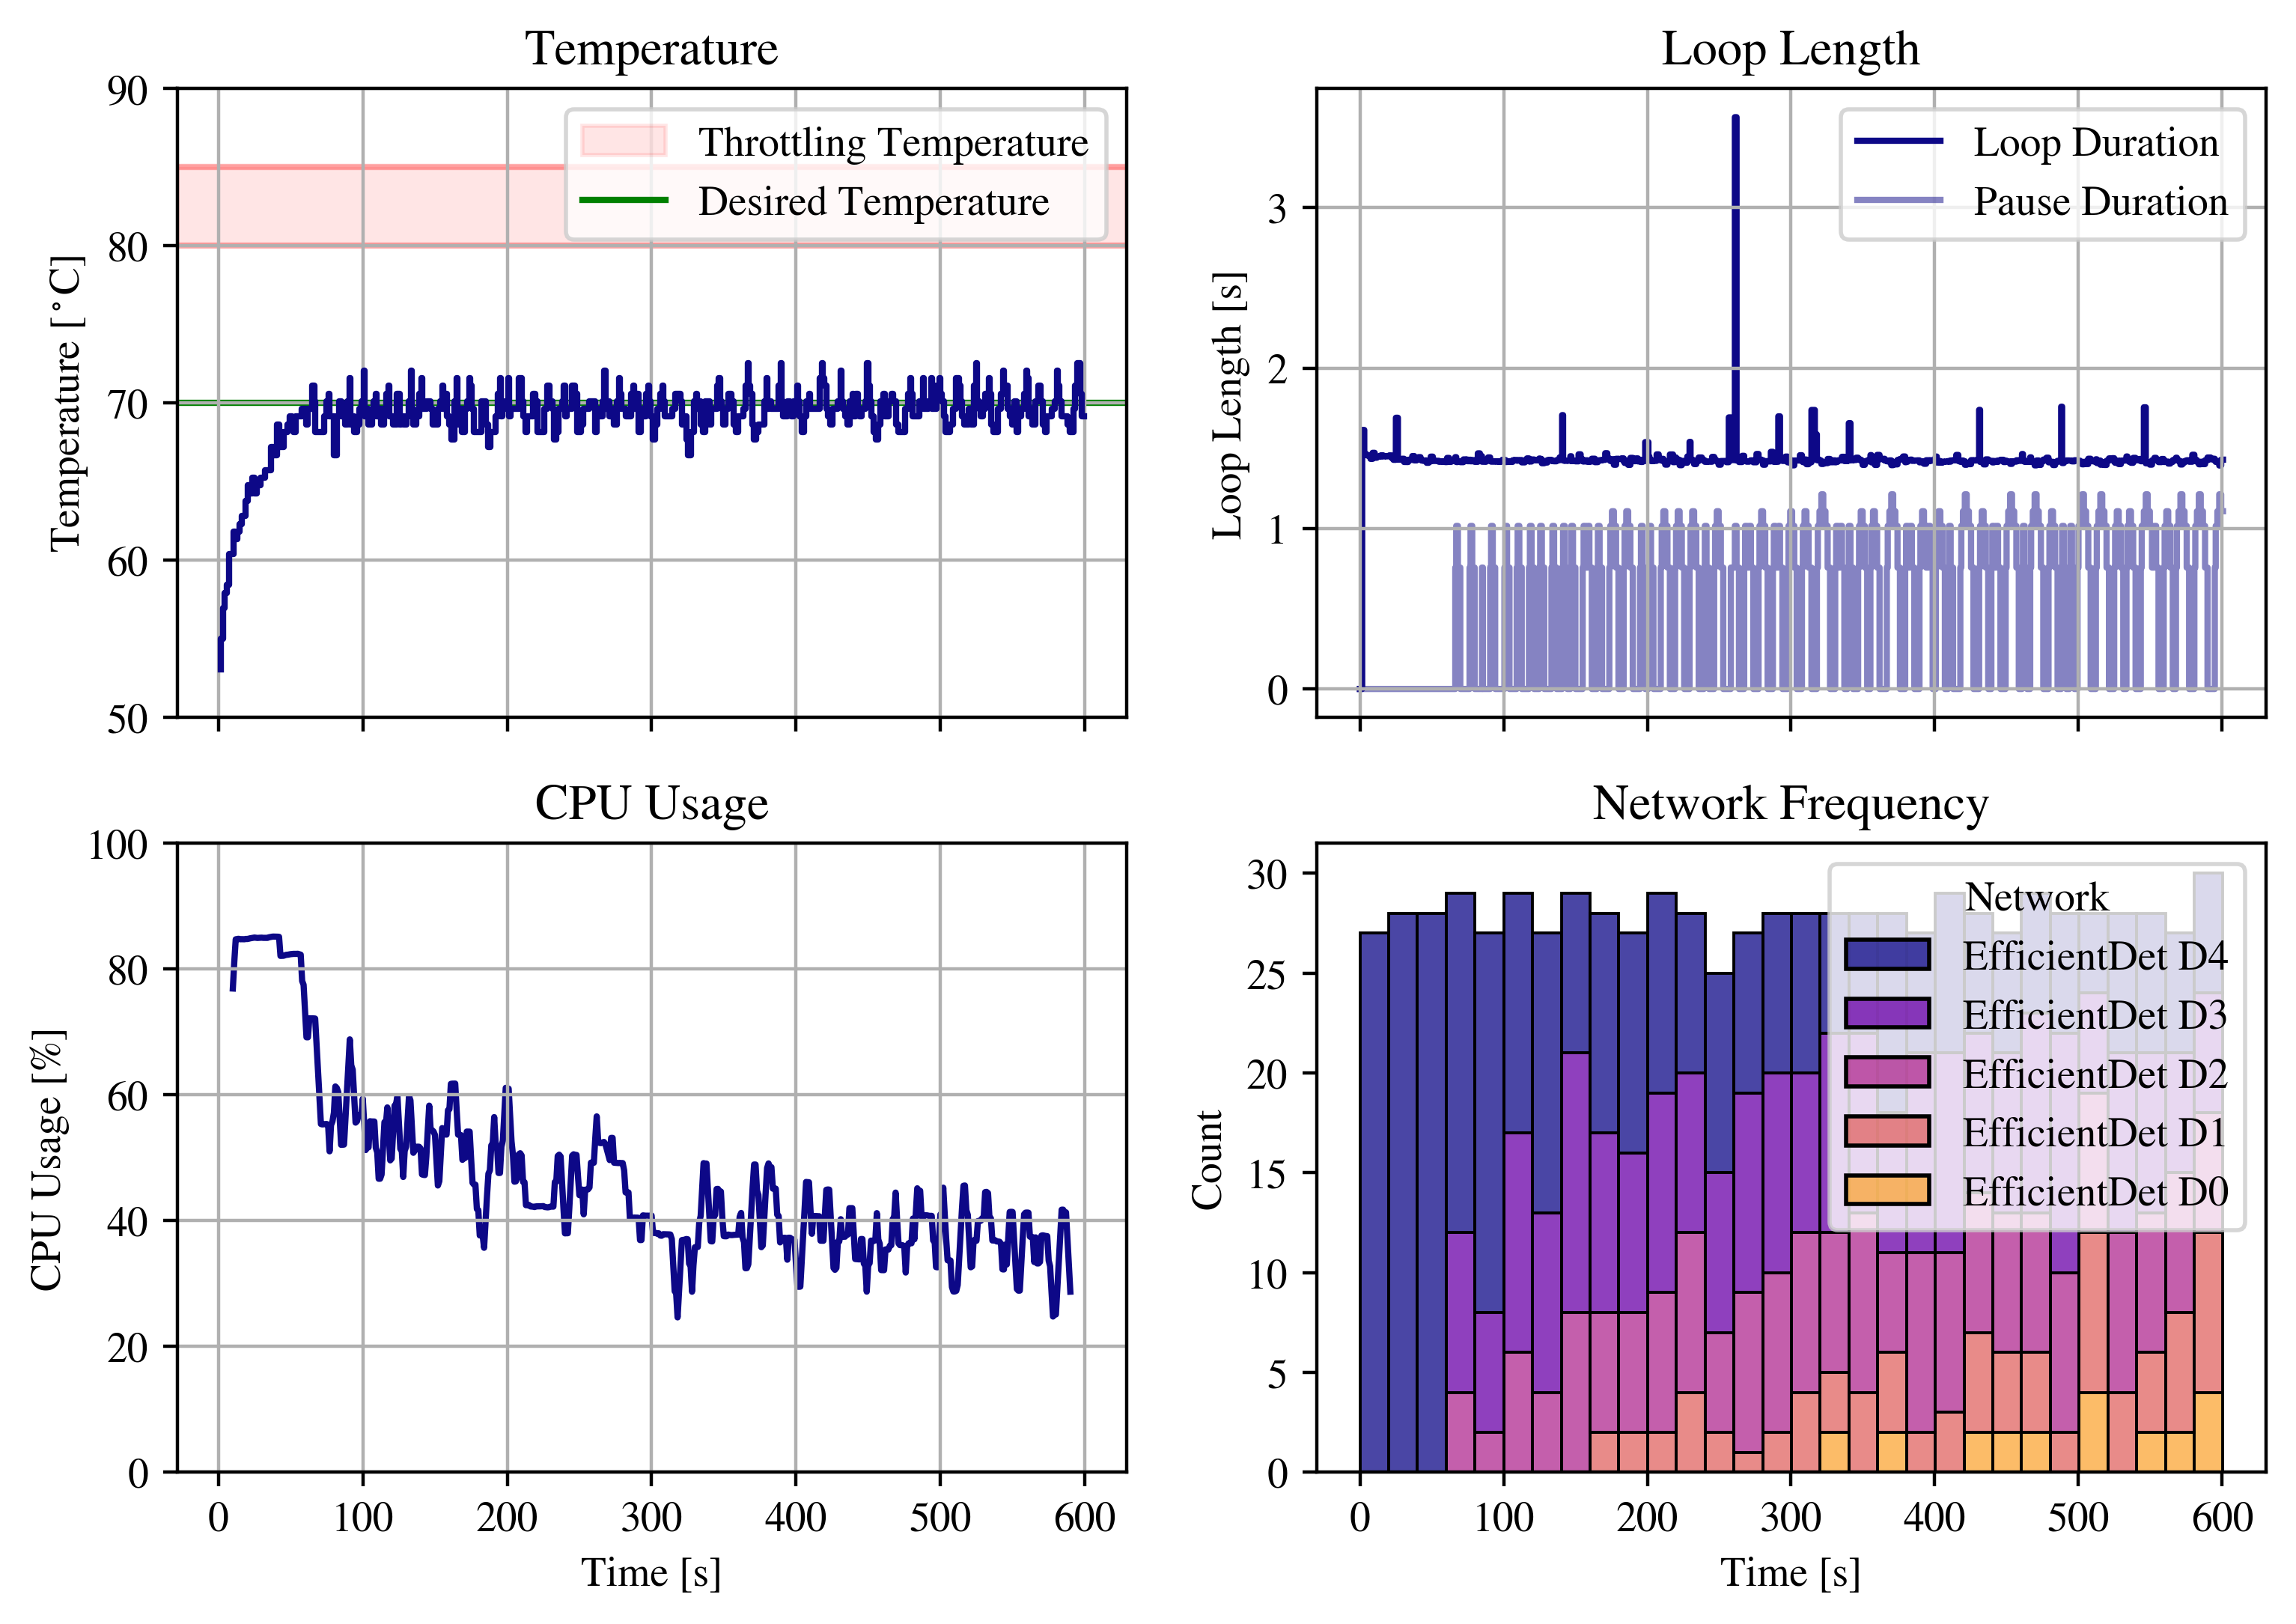 Temperature
90
80
70
60
50
Temperature [°C]
Throttling Temperature
Desired Temperature
Loop Length
3
2
1
0
Loop Length [s]
Loop Duration
Pause Duration
CPU Usage
100
80
60
40
20
0
CPU Usage [%]
0 100 200 300 400 500 600
Time [s]
Network Frequency
30
25
20
15
10
5
0
Count
Network
EfficientDet D4
EfficientDet D3
EfficientDet D2
EfficientDet D1
EfficientDet D0
0 100 200 300 400 500 600
Time [s]